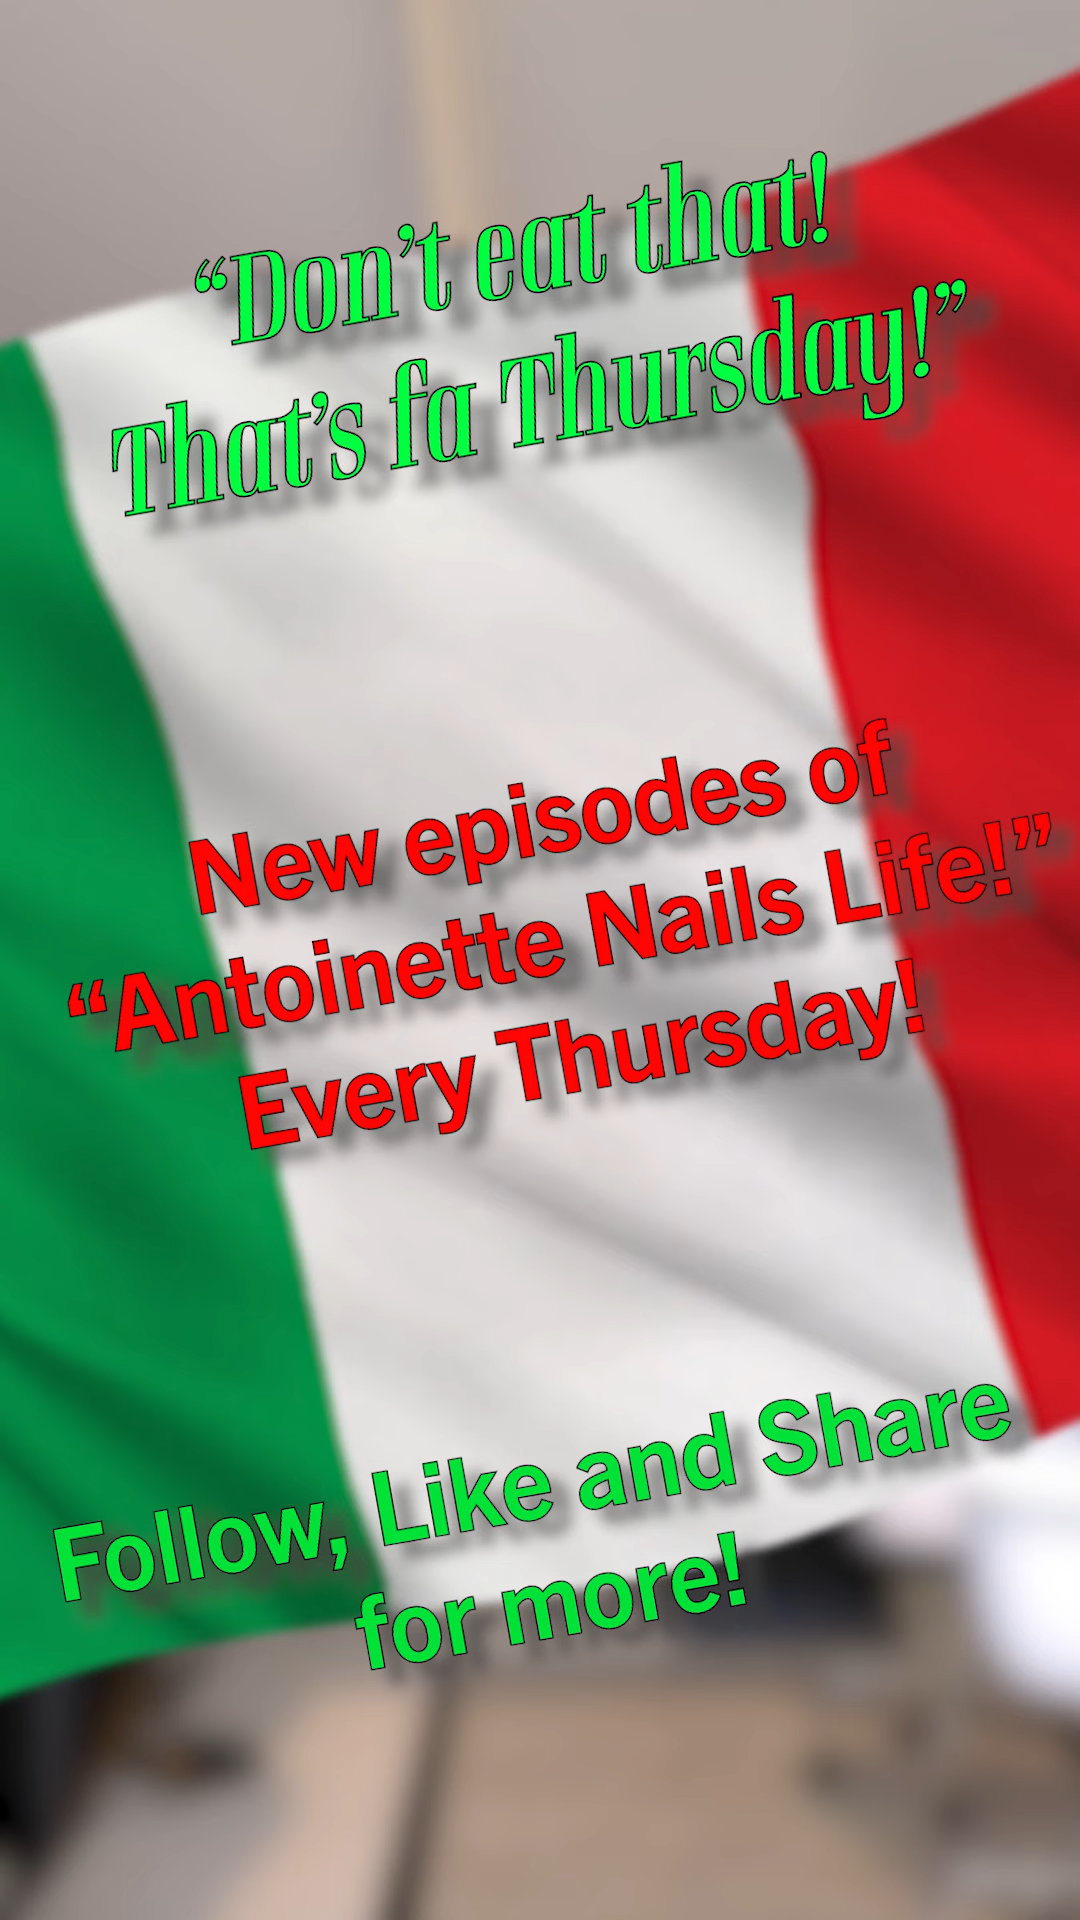 “Don’t eat that!
That’s fa Thursday!”
New episodes of
“Antoinette Nails Life!”
Every Thursday!
Follow, Like and Share
for more!